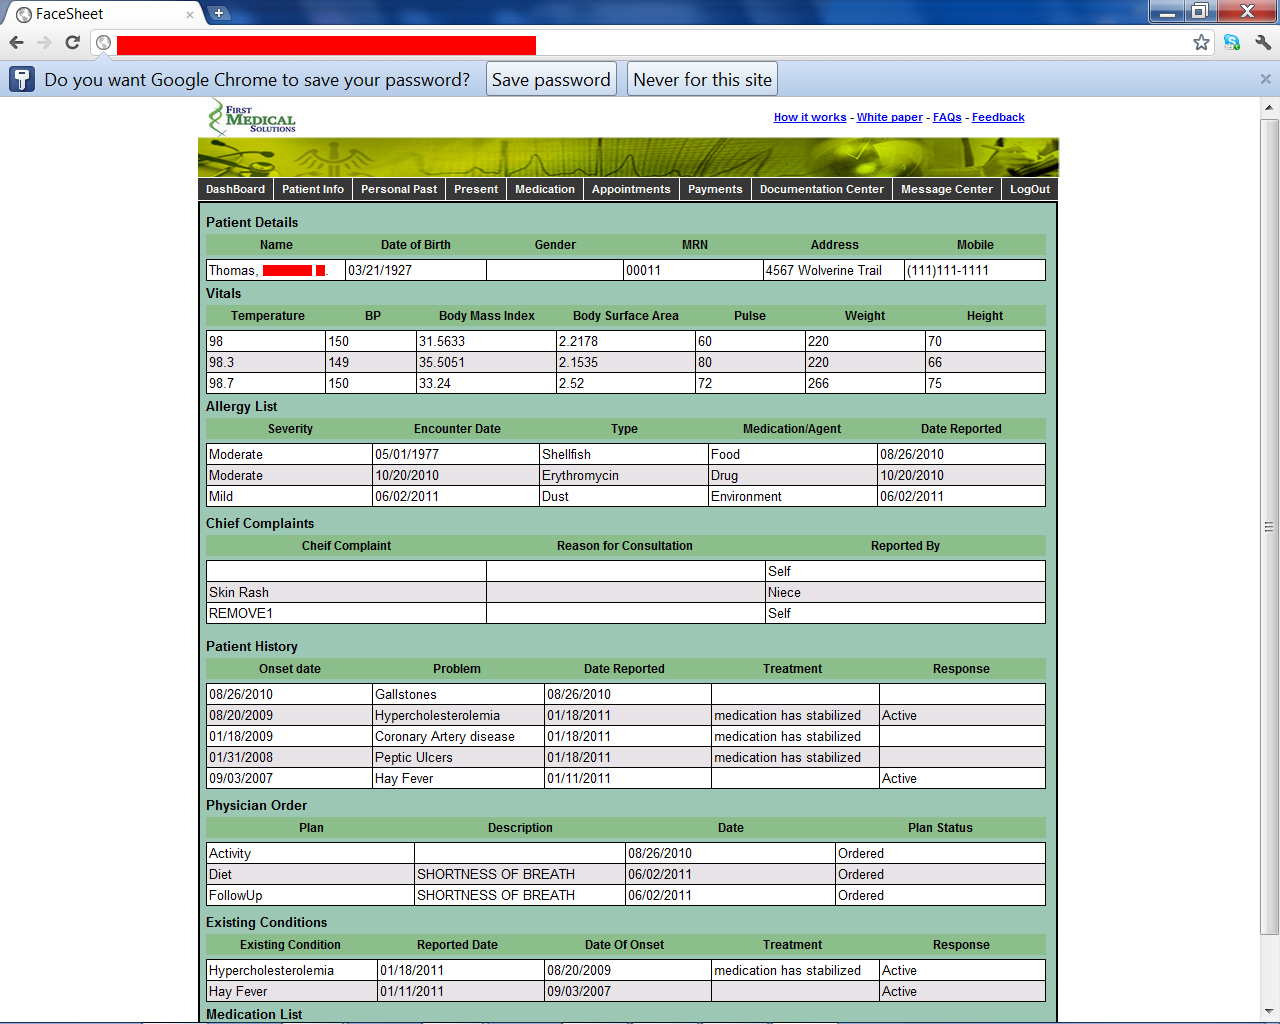 FaceSheet
Do you want Google Chrome to save your password? Save password Never for this site
FIRST
MEDICAL
SOLUTIONS
How it works - White paper - FAQs - Feedback
DashBoard Patient Info Personal Past Present Medication Appointments Payments Documentation Center Message Center LogOut
Patient Details
Name Date of Birth Gender MRN Address Mobile
Thomas, . 03/21/1927 00011 4567 Wolverine Trail (111)111-1111
Vitals
Temperature BP Body Mass Index Body Surface Area Pulse Weight Height
98 150 31.5633 2.2178 60 220 70
98.3 149 35.5051 2.1535 80 220 66
98.7 150 33.24 2.52 72 266 75
Allergy List
Severity Encounter Date Type Medication/Agent Date Reported
Moderate 05/01/1977 Shellfish Food 08/26/2010
Moderate 10/20/2010 Erythromycin Drug 10/20/2010
Mild 06/02/2011 Dust Environment 06/02/2011
Chief Complaints
Cheif Complaint Reason for Consultation Reported By
Self
Skin Rash Niece
REMOVE1 Self
Patient History
Onset date Problem Date Reported Treatment Response
08/26/2010 Gallstones 08/26/2010
08/20/2009 Hypercholesterolemia 01/18/2011 medication has stabilized Active
01/18/2009 Coronary Artery disease 01/18/2011 medication has stabilized
01/31/2008 Peptic Ulcers 01/18/2011 medication has stabilized
09/03/2007 Hay Fever 01/11/2011 Active
Physician Order
Plan Description Date Plan Status
Activity 08/26/2010 Ordered
Diet SHORTNESS OF BREATH 06/02/2011 Ordered
FollowUp SHORTNESS OF BREATH 06/02/2011 Ordered
Existing Conditions
Existing Condition Reported Date Date Of Onset Treatment Response
Hypercholesterolemia 01/18/2011 08/20/2009 medication has stabilized Active
Hay Fever 01/11/2011 09/03/2007 Active
Medication List